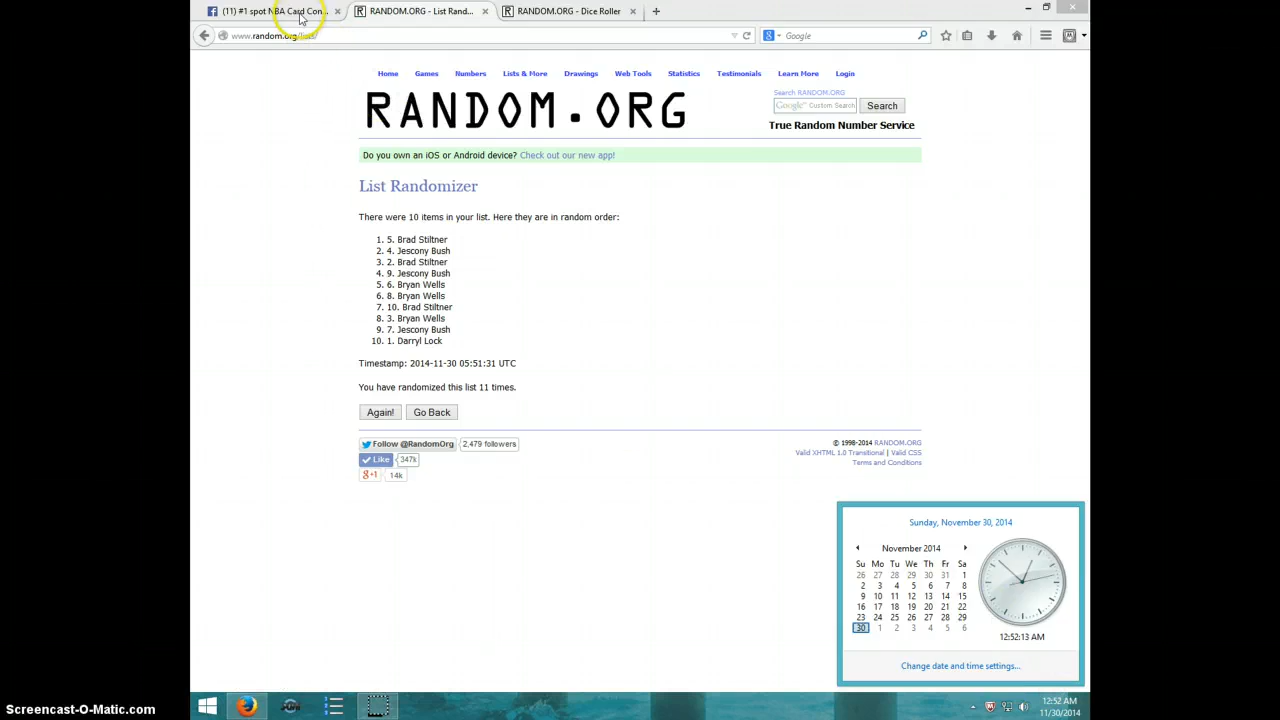 (11) #1 spot NBA Card Con...
RANDOM.ORG - List Rand...
RANDOM.ORG - Dice Roller
www.random.org/lists/
Google
Home Games Numbers Lists & More Drawings Web Tools Statistics Testimonials Learn More Login
RANDOM.ORG
Search RANDOM.ORG
Google™ Custom Search
Search
True Random Number Service
Do you own an iOS or Android device? Check out our new app!
List Randomizer
There were 10 items in your list. Here they are in random order:
1. 5. Brad Stiltner
2. 4. Jescony Bush
3. 2. Brad Stiltner
4. 9. Jescony Bush
5. 6. Bryan Wells
6. 8. Bryan Wells
7. 10. Brad Stiltner
8. 3. Bryan Wells
9. 7. Jescony Bush
10. 1. Darryl Lock
Timestamp: 2014-11-30 05:51:31 UTC
You have randomized this list 11 times.
Again! Go Back
Follow @RandomOrg 2,479 followers
Like 347k
+1 14k
© 1998-2014 RANDOM.ORG
Valid XHTML 1.0 Transitional | Valid CSS
Terms and Conditions
Sunday, November 30, 2014
November 2014
Su Mo Tu We Th Fr Sa
26 27 28 29 30 31 1
2 3 4 5 6 7 8
9 10 11 12 13 14 15
16 17 18 19 20 21 22
23 24 25 26 27 28 29
30 1 2 3 4 5 6
12:52:13 AM
Change date and time settings...
12:52 AM
11/30/2014
Screencast-O-Matic.com